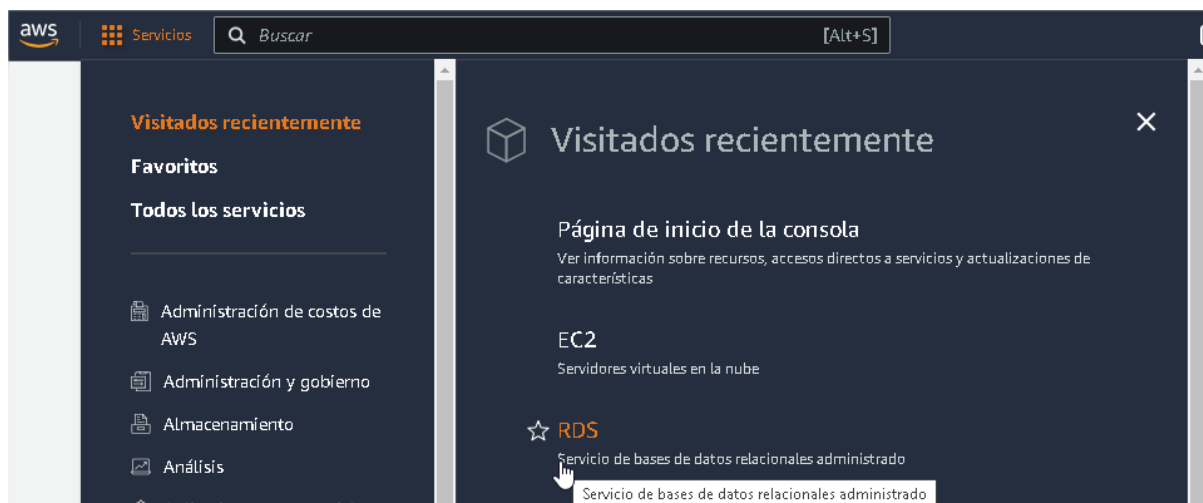 aws
Servicios
Buscar
[Alt+S]
Visitados recientemente
Favoritos
Todos los servicios
Administración de costos de
AWS
Administración y gobierno
Almacenamiento
Análisis
Visitados recientemente
Página de inicio de la consola
Ver información sobre recursos, accesos directos a servicios y actualizaciones de
características
EC2
Servidores virtuales en la nube
RDS
Servicio de bases de datos relacionales administrado
Servicio de bases de datos relacionales administrado